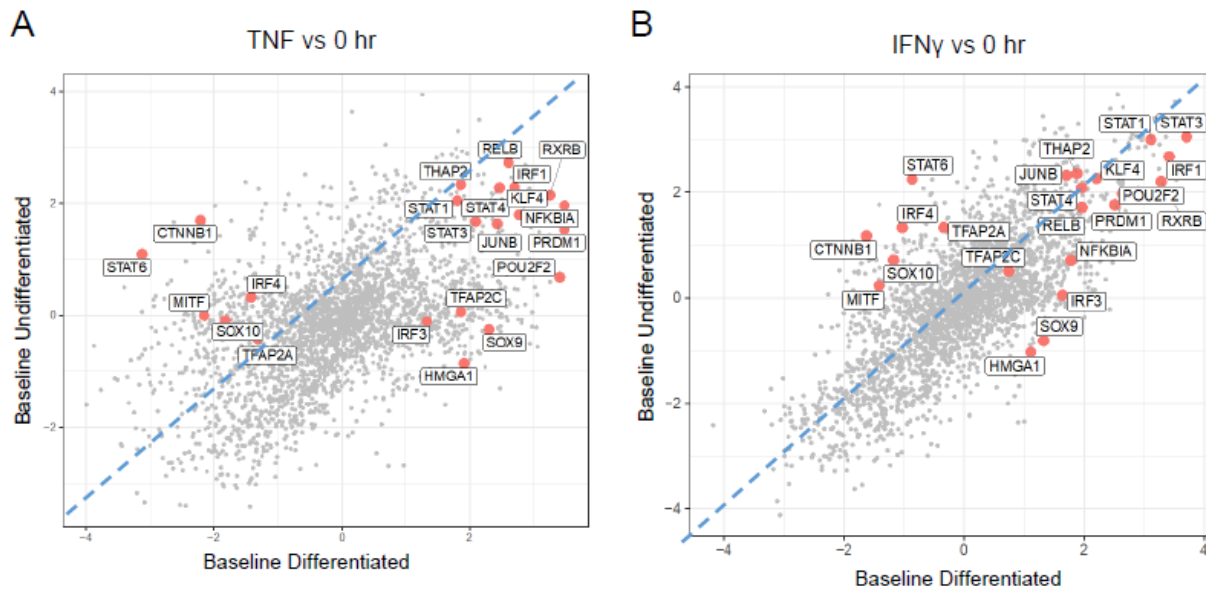 A
TNF vs 0 hr
4
2
0
−2
−4
−2
0
2
Baseline Undifferentiated
Baseline Differentiated
RELB
RXRB
THAP2
IRF1
KLF4
STAT1
STAT4
NFKBIA
STAT3
JUNB
PRDM1
CTNNB1
STAT6
POU2F2
IRF4
MITF
TFAP2C
SOX10
IRF3
SOX9
TFAP2A
HMGA1
B
IFNγ vs 0 hr
4
2
0
−2
−4
−4
−2
0
2
4
Baseline Undifferentiated
Baseline Differentiated
STAT1
STAT3
THAP2
STAT6
JUNB
KLF4
IRF1
STAT4
POU2F2
IRF4
TFAP2A
RELB
PRDM1
RXRB
CTNNB1
TFAP2C
NFKBIA
SOX10
MITF
IRF3
SOX9
HMGA1